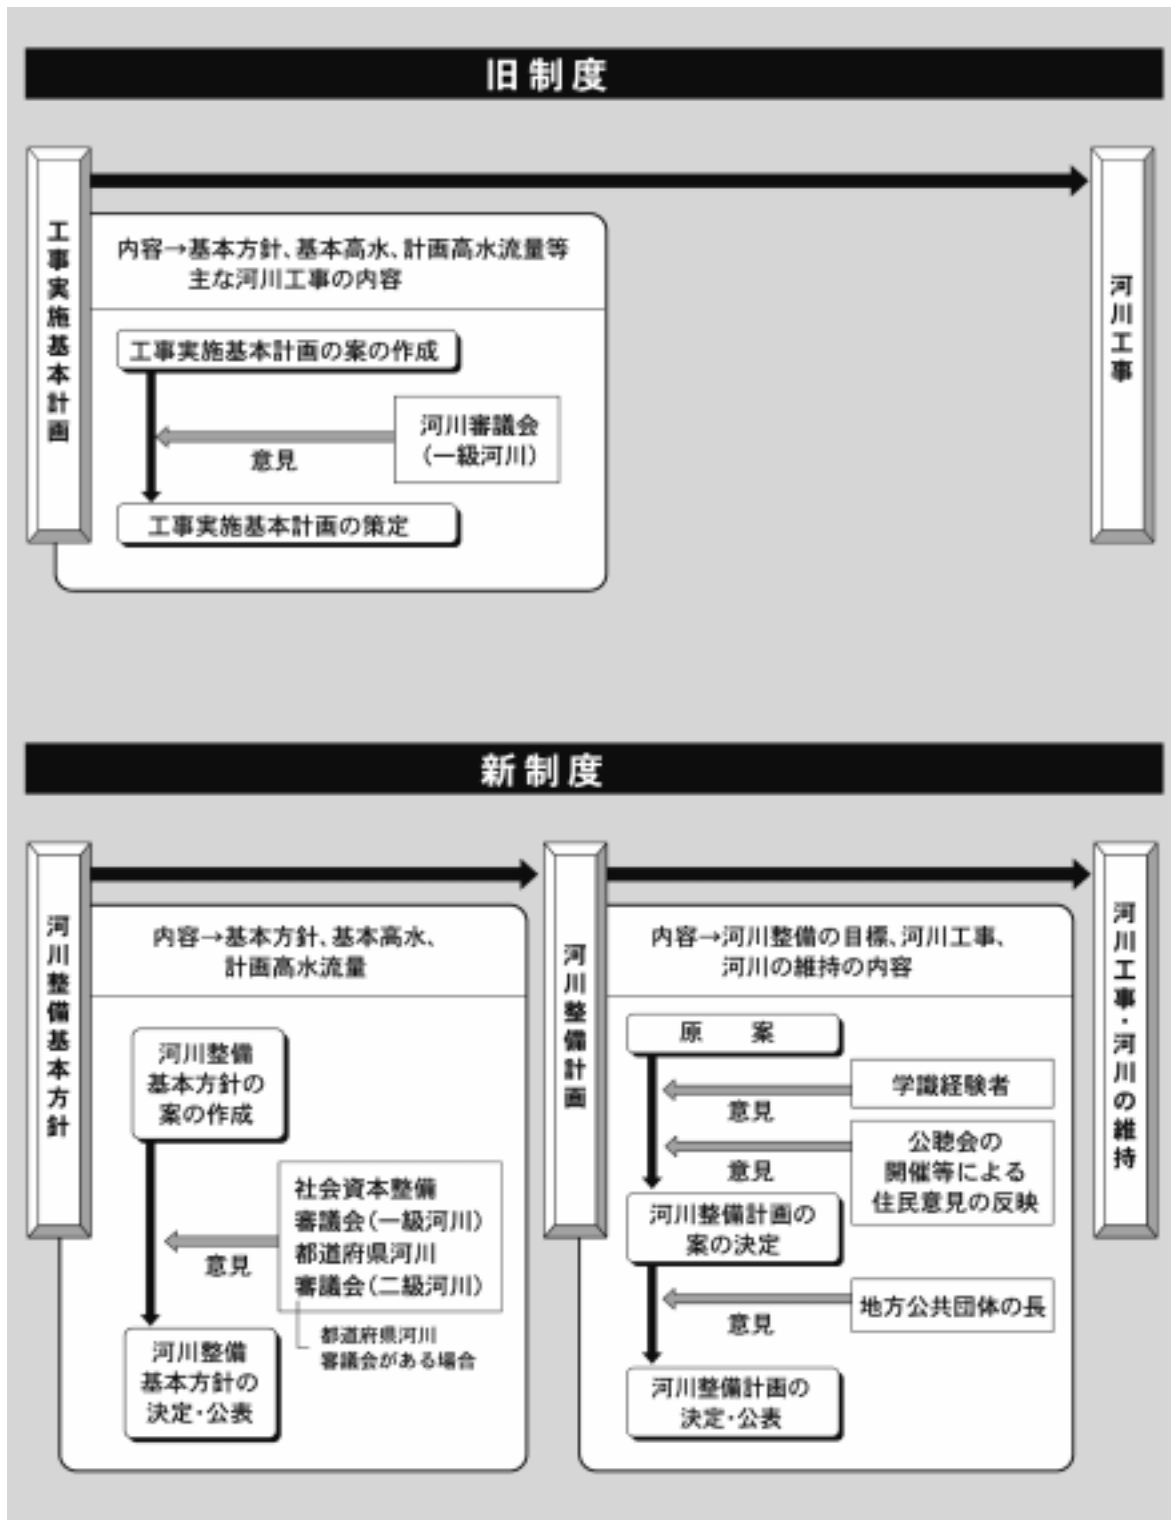 旧制度
工事実施基本計画
内容→基本方針、基本高水、計画高水流量等
主な河川工事の内容
工事実施基本計画の案の作成
河川審議会
(一級河川)
意見
工事実施基本計画の策定
河川工事
新制度
河川整備基本方針
内容→基本方針、基本高水、
計画高水流量
河川整備
基本方針の
案の作成
社会資本整備
審議会(一級河川)
都道府県河川
審議会(二級河川)
意見
都道府県河川
審議会がある場合
河川整備
基本方針の
決定・公表
河川整備計画
内容→河川整備の目標、河川工事、
河川の維持の内容
原　案
学識経験者
意見
公聴会の
開催等による
住民意見の反映
意見
河川整備計画の
案の決定
地方公共団体の長
意見
河川整備計画の
決定・公表
河川工事・河川の維持